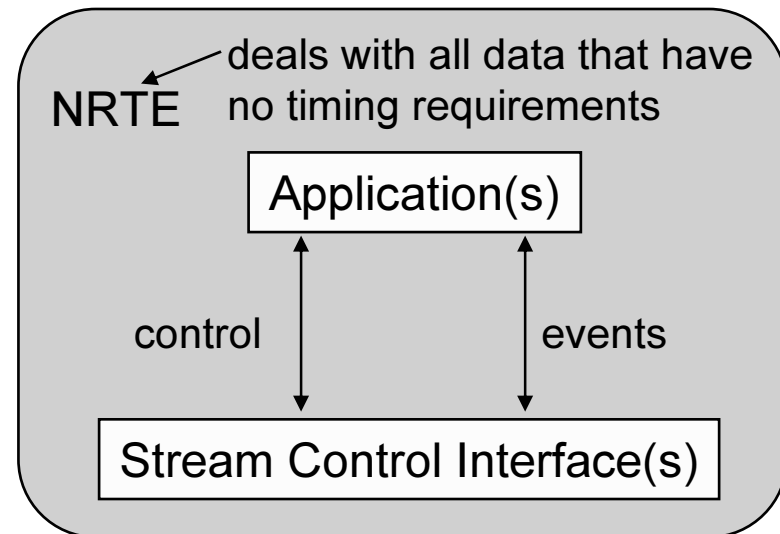 deals with all data that have
NRTE no timing requirements
Application(s)
control events
Stream Control Interface(s)